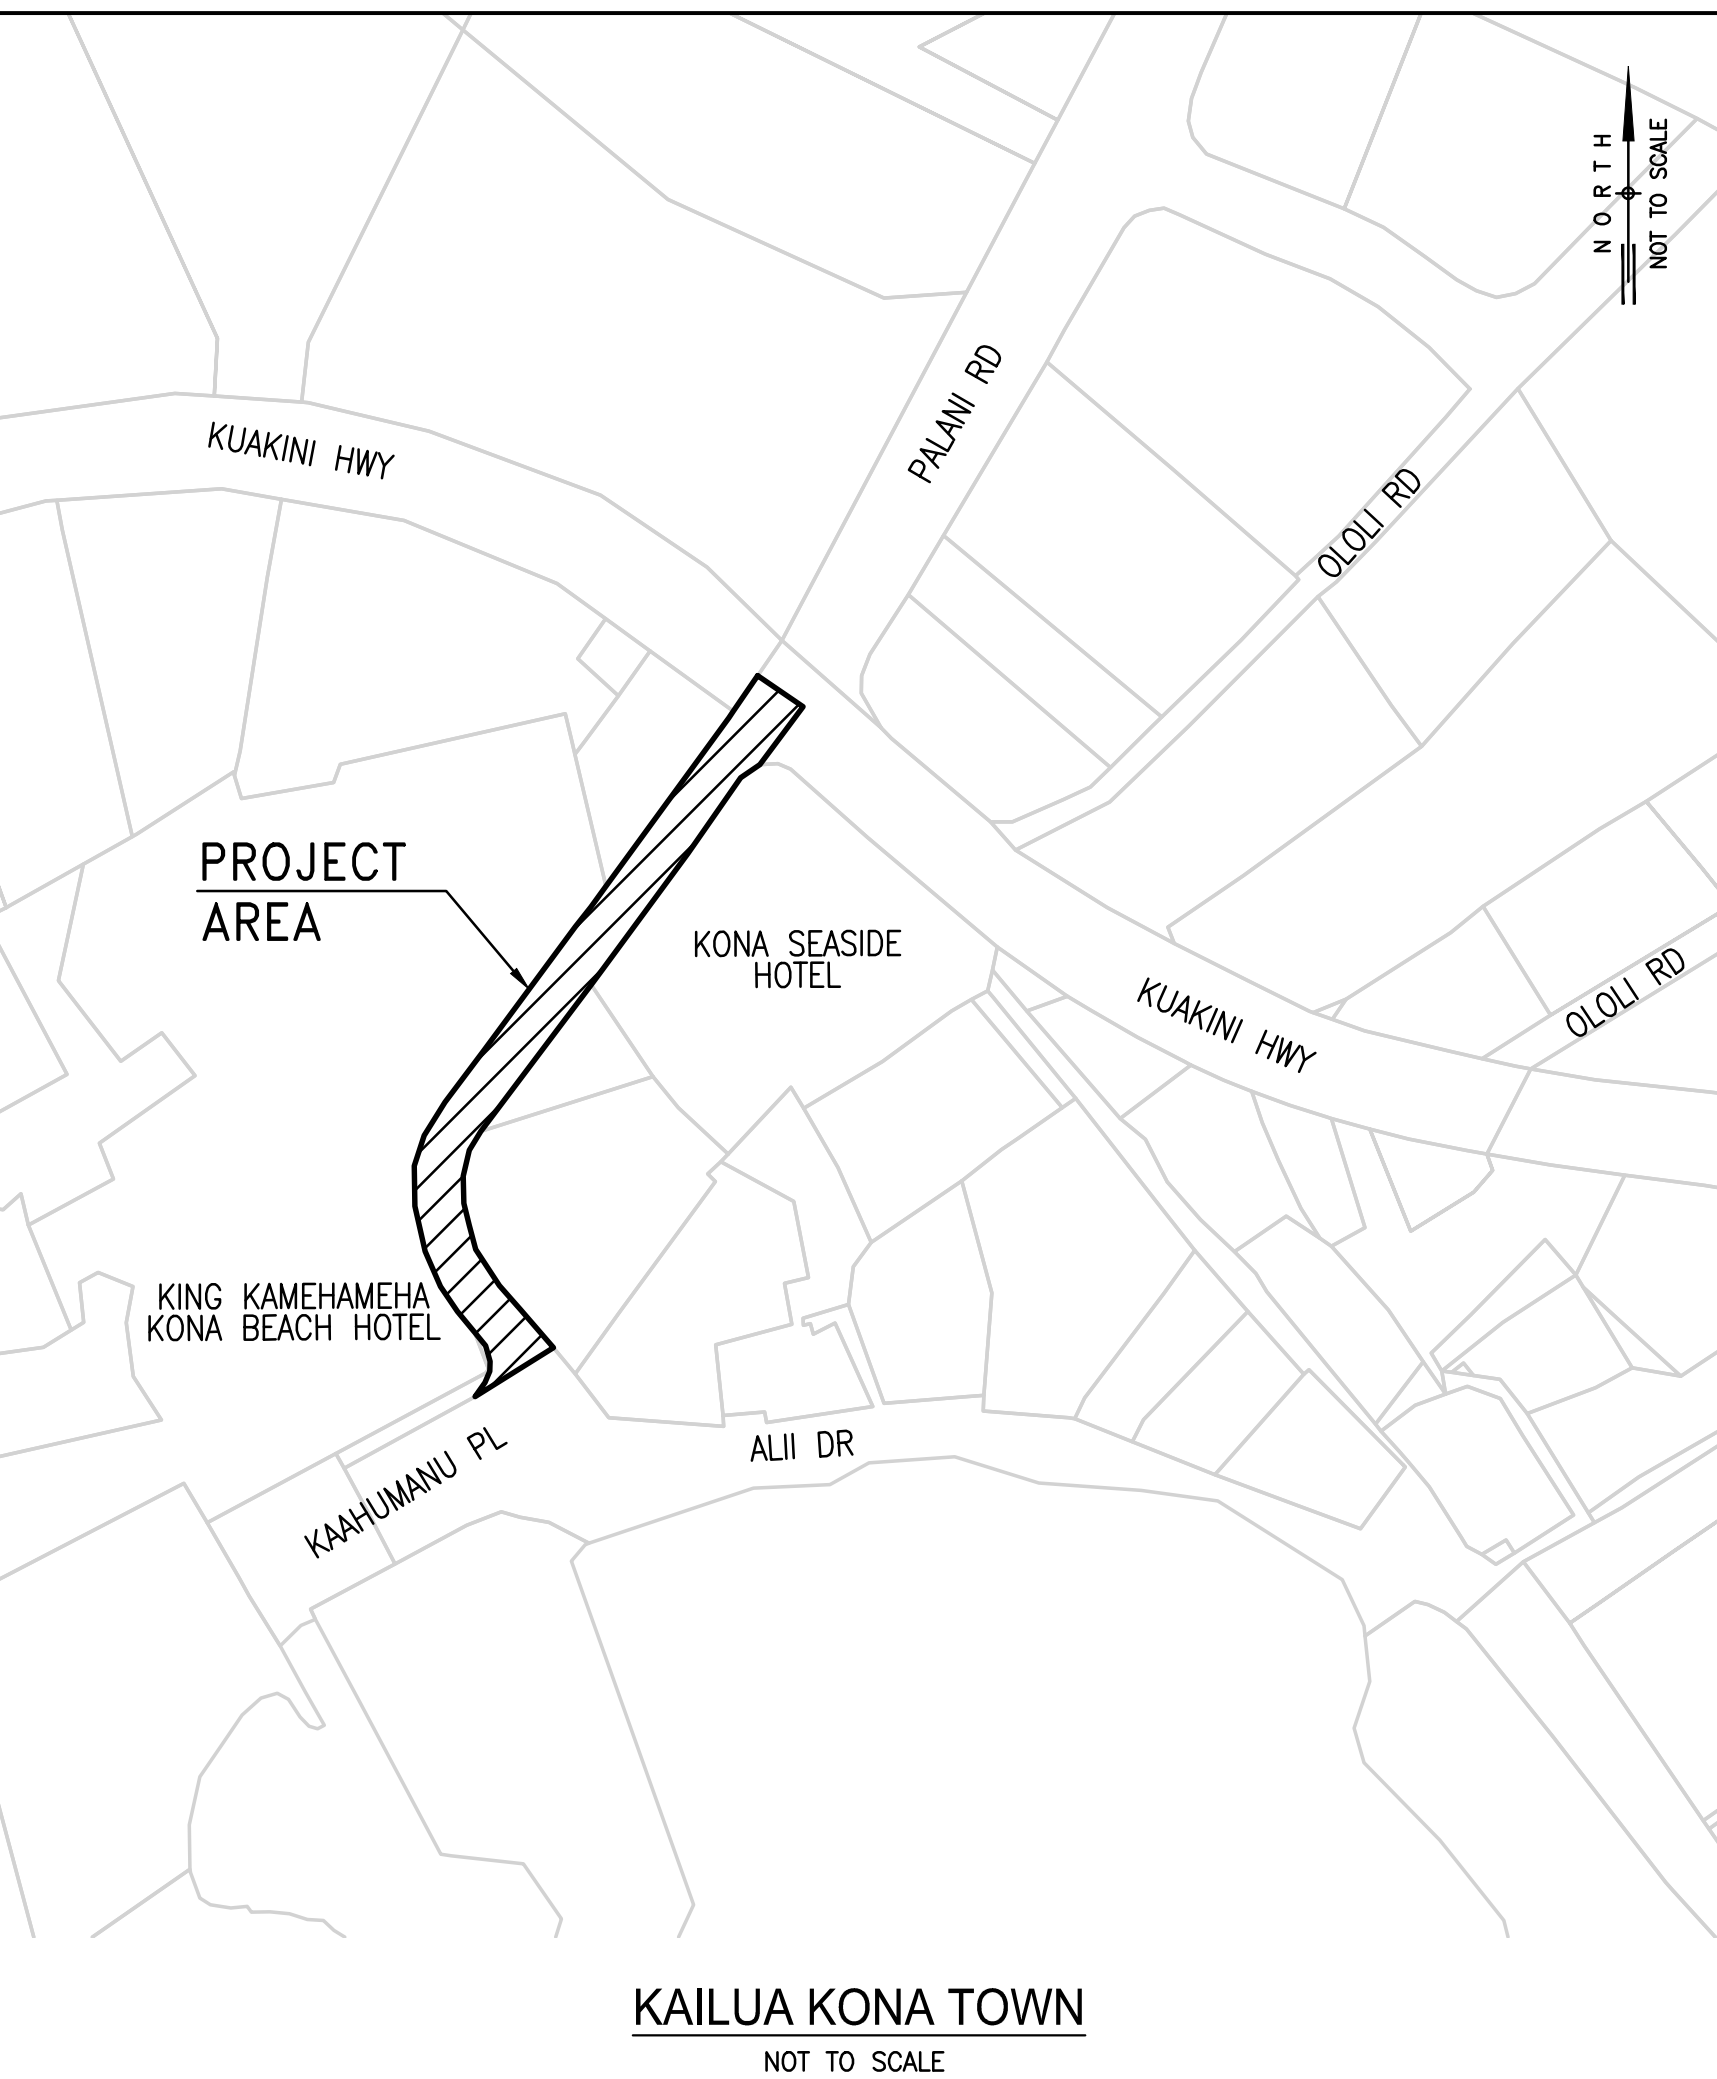 NORTH
NOT TO SCALE
PALANI RD
KUAKINI HWY
OLOLI RD
PROJECT
AREA
KONA SEASIDE
HOTEL
OLOLI RD
KUAKINI HWY
KING KAMEHAMEHA
KONA BEACH HOTEL
ALII DR
KAAHUMANU PL
KAILUA KONA TOWN
NOT TO SCALE